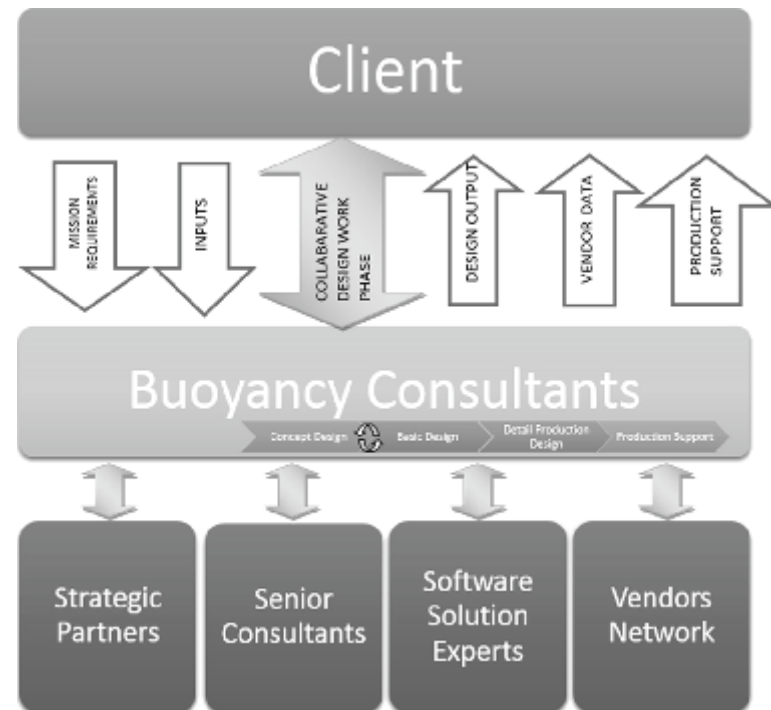 Client
MISSION
REQUIREMENTS
INPUTS
COLLABARATIVE
DESIGN WORK
PHASE
DESIGN OUTPUT
VENDOR DATA
PRODUCTION
SUPPORT
Buoyancy Consultants
Concept Design
Basic Design
Detail Production
Design
Production Support
Strategic
Partners
Senior
Consultants
Software
Solution
Experts
Vendors
Network